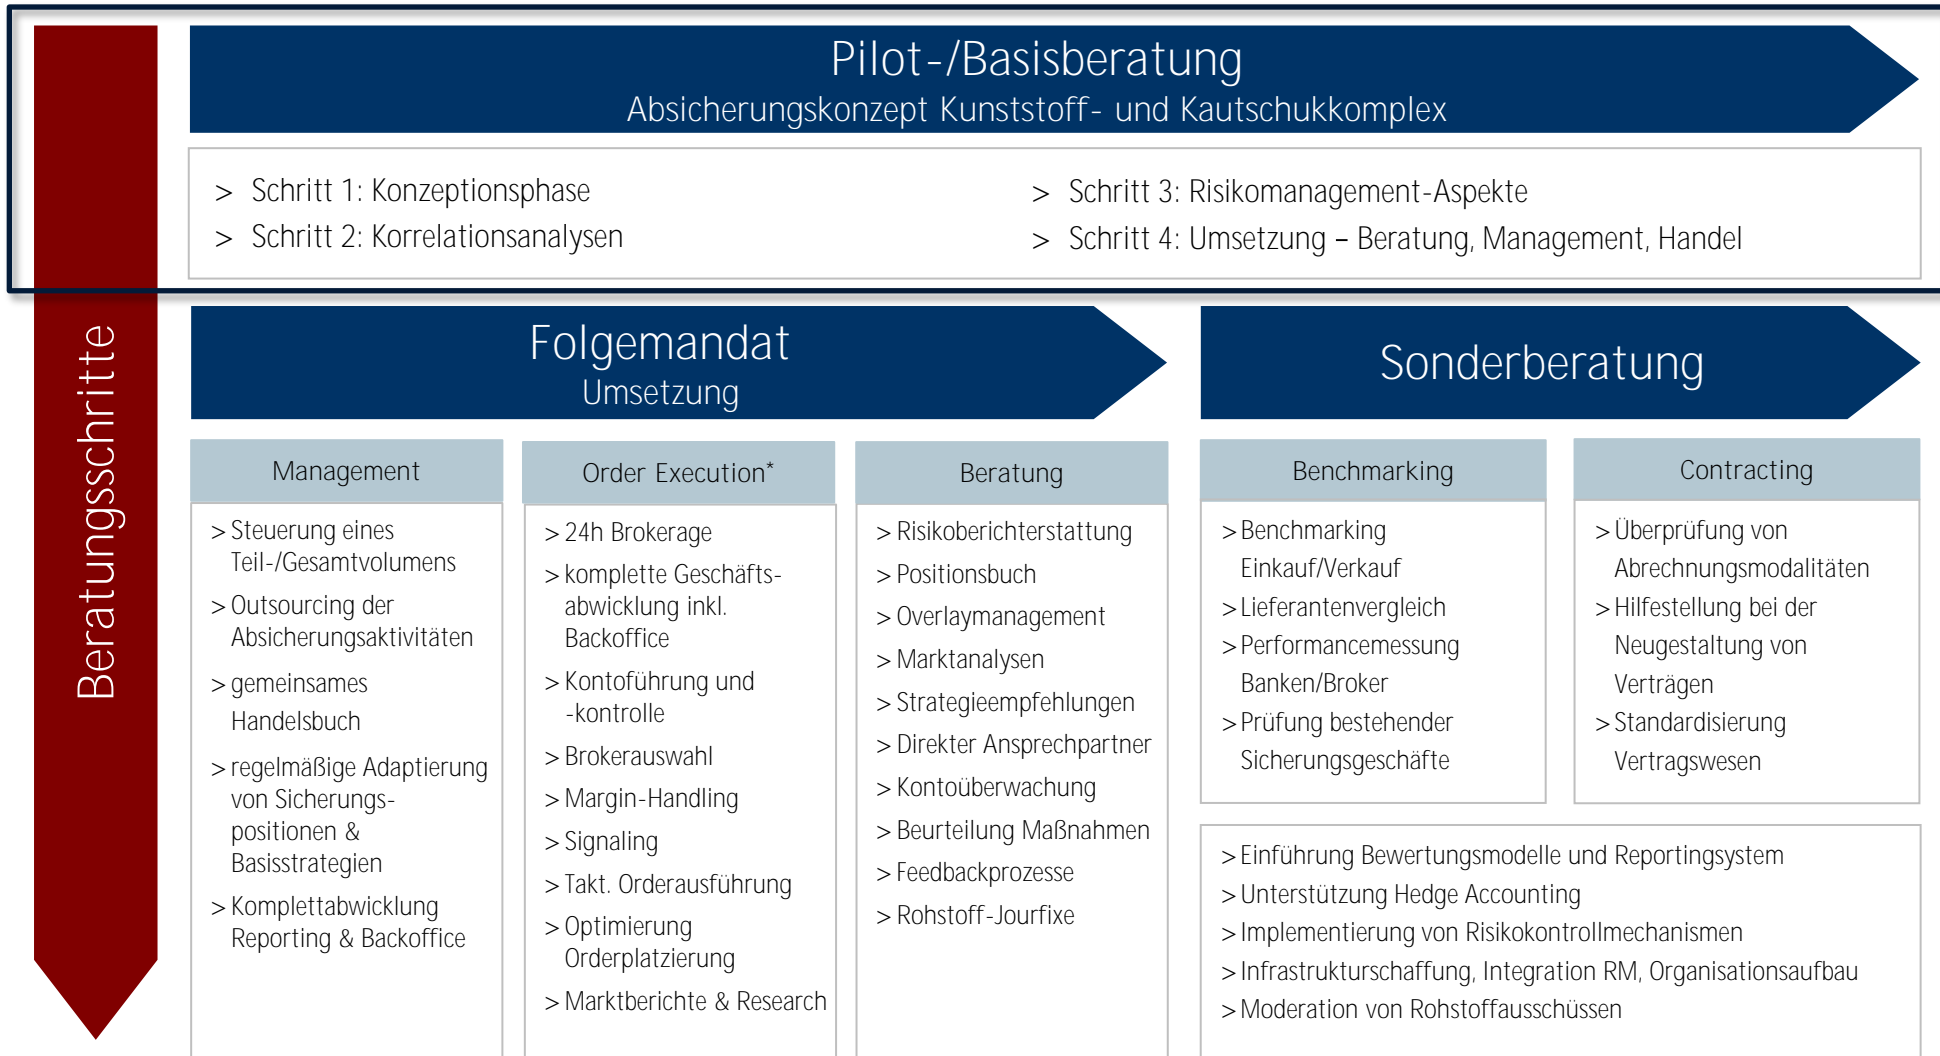 Beratungsschritte
Pilot-/Basisberatung
Absicherungskonzept Kunststoff- und Kautschukkomplex
> Schritt 1: Konzeptionsphase
> Schritt 2: Korrelationsanalysen
> Schritt 3: Risikomanagement-Aspekte
> Schritt 4: Umsetzung – Beratung, Management, Handel
Folgemandat
Umsetzung
Management
> Steuerung eines
Teil-/Gesamtvolumens
> Outsourcing der
Absicherungsaktivitäten
> gemeinsames
Handelsbuch
> regelmäßige Adaptierung
von Sicherungs-
positionen &
Basisstrategien
> Komplettabwicklung
Reporting & Backoffice
Order Execution*
> 24h Brokerage
> komplette Geschäfts-
abwicklung inkl.
Backoffice
> Kontoführung und
-kontrolle
> Brokerauswahl
> Margin-Handling
> Signaling
> Takt. Orderausführung
> Optimierung
Orderplatzierung
> Marktberichte & Research
Beratung
> Risikoberichterstattung
> Positionsbuch
> Overlaymanagement
> Marktanalysen
> Strategieempfehlungen
> Direkter Ansprechpartner
> Kontoüberwachung
> Beurteilung Maßnahmen
> Feedbackprozesse
> Rohstoff-Jourfixe
Sonderberatung
Benchmarking
> Benchmarking
Einkauf/Verkauf
> Lieferantenvergleich
> Performancemessung
Banken/Broker
> Prüfung bestehender
Sicherungsgeschäfte
Contracting
> Überprüfung von
Abrechnungsmodalitäten
> Hilfestellung bei der
Neugestaltung von
Verträgen
> Standardisierung
Vertragswesen
> Einführung Bewertungsmodelle und Reportingsystem
> Unterstützung Hedge Accounting
> Implementierung von Risikokontrollmechanismen
> Infrastrukturschaffung, Integration RM, Organisationsaufbau
> Moderation von Rohstoffausschüssen